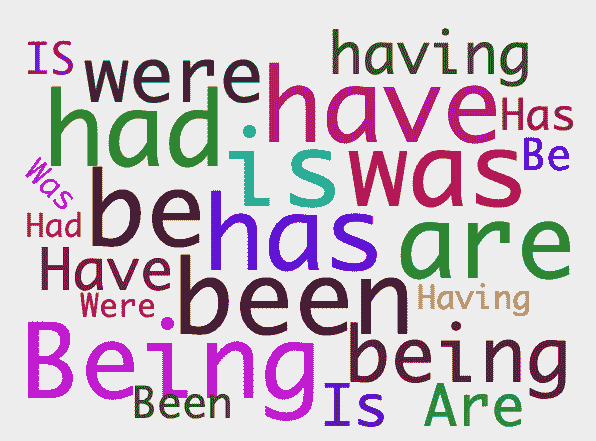 IS
were
having
had
have
Has
is
was
Be
Was
be
has
Had
are
Have
been
Were
Having
Being
being
Been
Is
Are